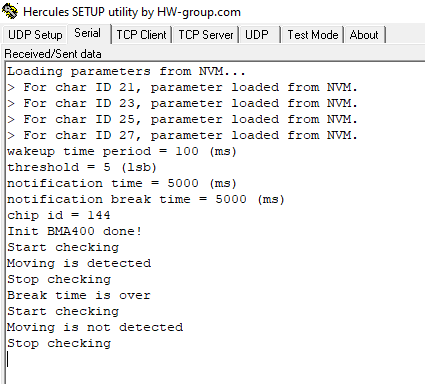 Hercules SETUP utility by HW-group.com
UDP Setup Serial TCP Client TCP Server UDP Test Mode About
Received/Sent data
Loading parameters from NVM...
> For char ID 21, parameter loaded from NVM.
> For char ID 23, parameter loaded from NVM.
> For char ID 25, parameter loaded from NVM.
> For char ID 27, parameter loaded from NVM.
wakeup time period = 100 (ms)
threshold = 5 (lsb)
notification time = 5000 (ms)
notification break time = 5000 (ms)
chip id = 144
Init BMA400 done!
Start checking
Moving is detected
Stop checking
Break time is over
Start checking
Moving is not detected
Stop checking